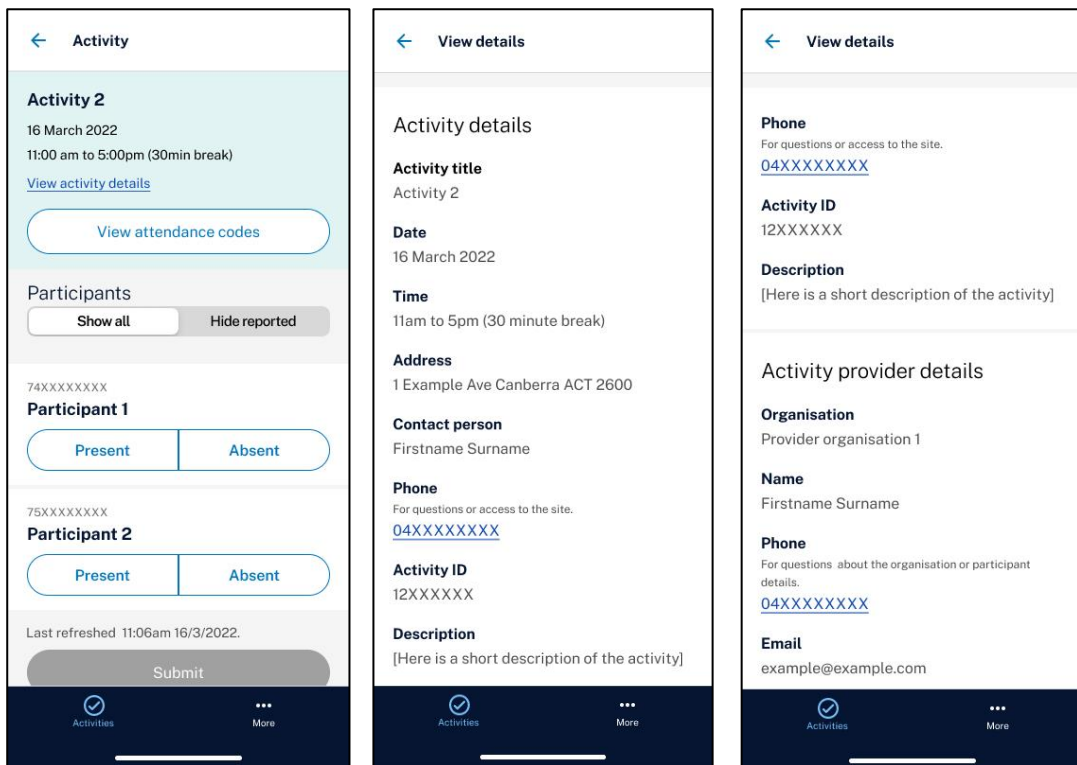 Activity
Activity 2
16 March 2022
11:00 am to 5:00pm (30min break)
View activity details
View attendance codes
Participants
Show all Hide reported
74XXXXXXXX
Participant 1
Present Absent
75XXXXXXXX
Participant 2
Present Absent
Last refreshed 11:06am 16/3/2022.
Submit
Activities More
View details
Activity details
Activity title
Activity 2
Date
16 March 2022
Time
11am to 5pm (30 minute break)
Address
1 Example Ave Canberra ACT 2600
Contact person
Firstname Surname
Phone
For questions or access to the site.
04XXXXXXXX
Activity ID
12XXXXXX
Description
[Here is a short description of the activity]
Activities More
View details
Phone
For questions or access to the site.
04XXXXXXXX
Activity ID
12XXXXXX
Description
[Here is a short description of the activity]
Activity provider details
Organisation
Provider organisation 1
Name
Firstname Surname
Phone
For questions about the organisation or participant
details.
04XXXXXXXX
Email
example@example.com
Activities More